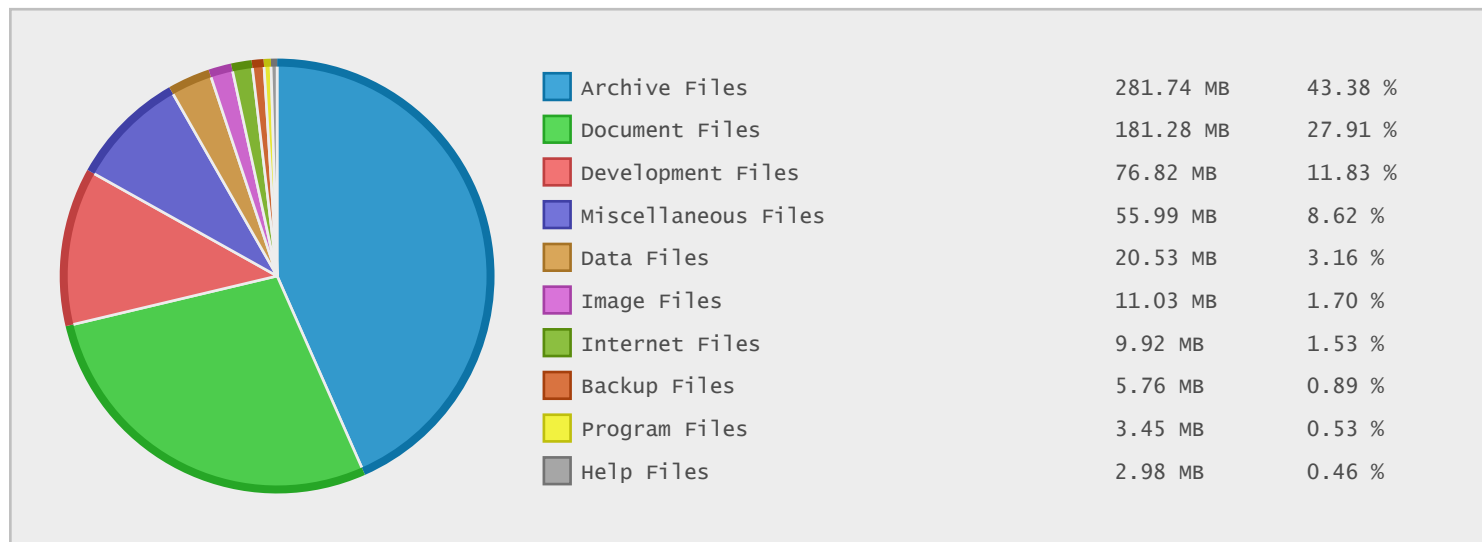 Archive Files 281.74 MB 43.38 %
Document Files 181.28 MB 27.91 %
Development Files 76.82 MB 11.83 %
Miscellaneous Files 55.99 MB 8.62 %
Data Files 20.53 MB 3.16 %
Image Files 11.03 MB 1.70 %
Internet Files 9.92 MB 1.53 %
Backup Files 5.76 MB 0.89 %
Program Files 3.45 MB 0.53 %
Help Files 2.98 MB 0.46 %